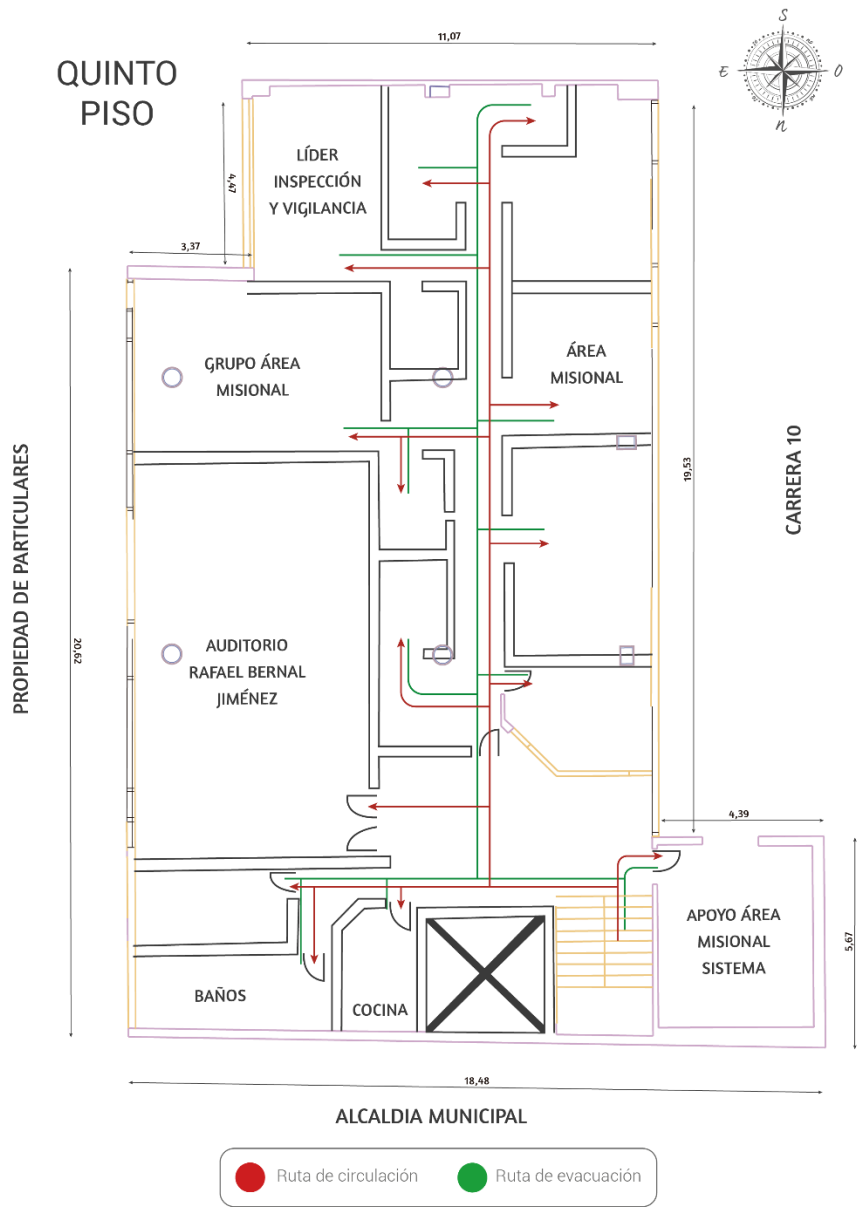 QUINTO
PISO
11,07
S
E
O
n
LÍDER
INSPECCIÓN
Y VIGILANCIA
4,47
3,37
GRUPO ÁREA
MISIONAL
ÁREA
MISIONAL
19,53
CARRERA 10
PROPIEDAD DE PARTICULARES
20,62
AUDITORIO
RAFAEL BERNAL
JIMÉNEZ
4,39
APOYO ÁREA
MISIONAL
SISTEMA
5,67
BAÑOS
COCINA
18,48
ALCALDIA MUNICIPAL
Ruta de circulación
Ruta de evacuación